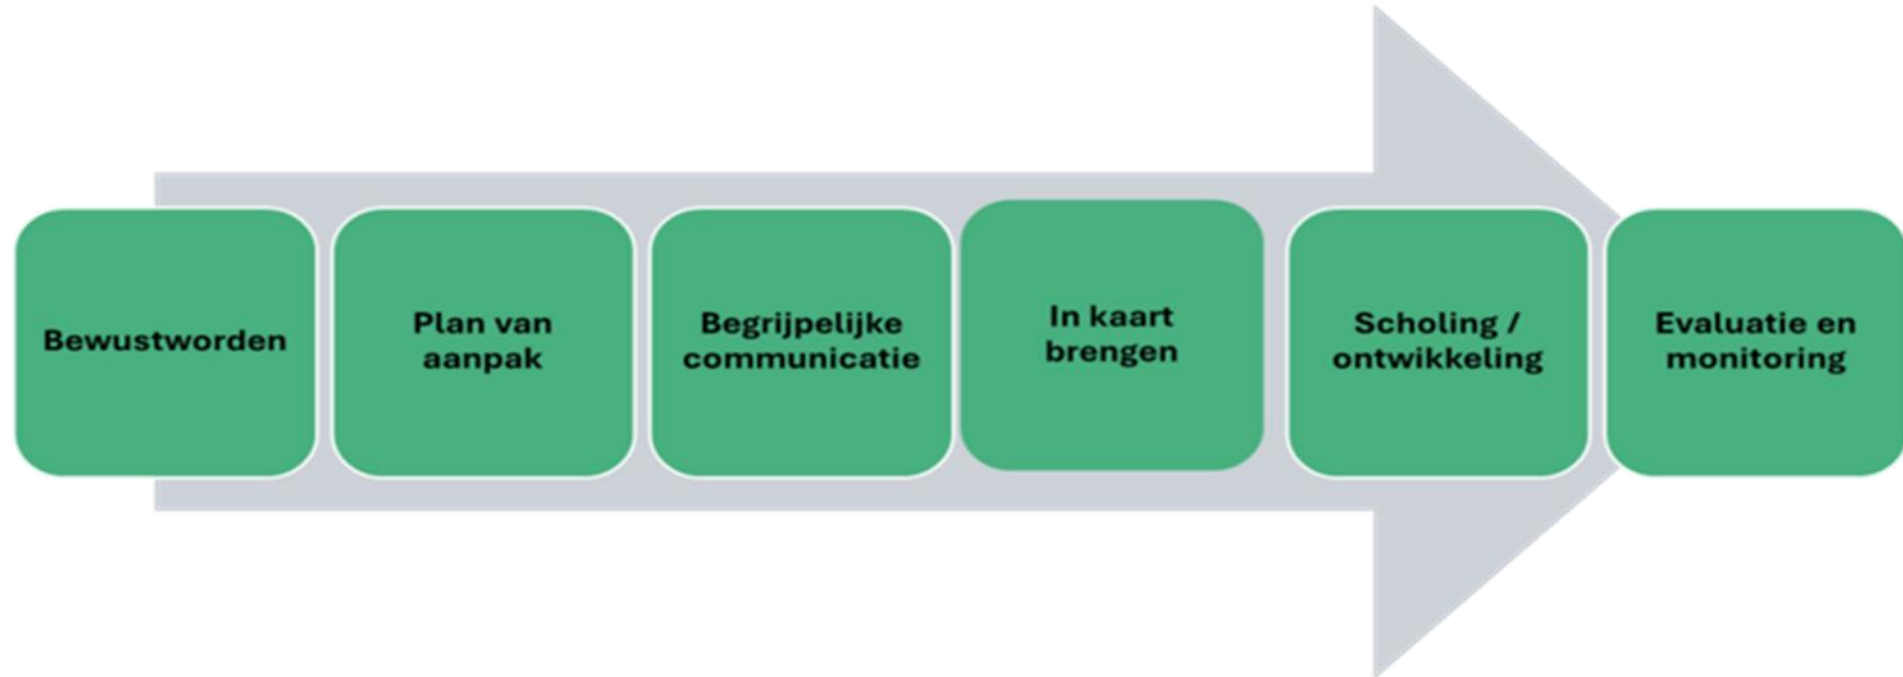 Bewustworden
Plan van
aanpak
Begrijpelijke
communicatie
In kaart
brengen
Scholing /
ontwikkeling
Evaluatie en
monitoring